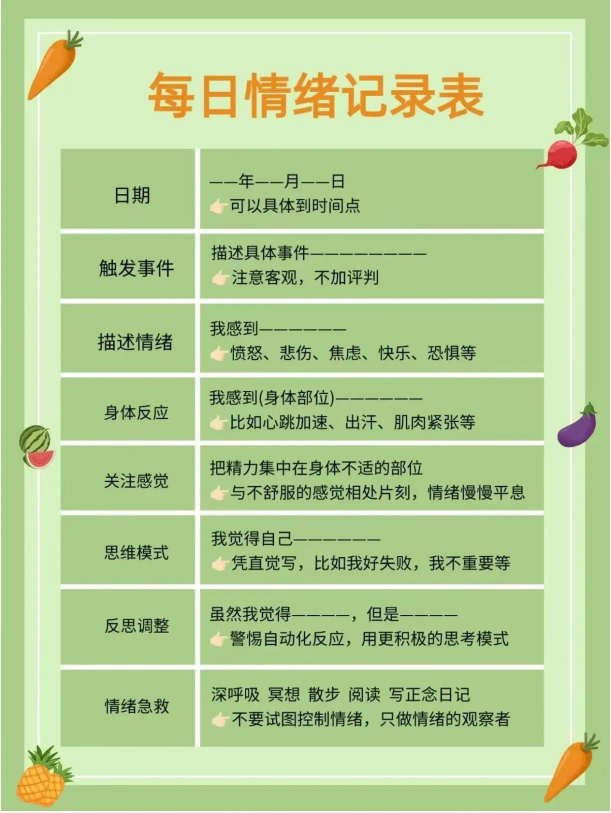 每日情绪记录表
日期
——年——月——日
👉🏻可以具体到时间点
触发事件
描述具体事件————————
👉🏻注意客观，不加评判
描述情绪
我感到——————
👉🏻愤怒、悲伤、焦虑、快乐、恐惧等
身体反应
我感到(身体部位)——————
👉🏻比如心跳加速、出汗、肌肉紧张等
关注感觉
把精力集中在身体不适的部位
👉🏻与不舒服的感觉相处片刻，情绪慢慢平息
思维模式
我觉得自己——————
👉🏻凭直觉写，比如我好失败，我不重要等
反思调整
虽然我觉得————，但是————
👉🏻警惕自动化反应，用更积极的思考模式
情绪急救
深呼吸 冥想 散步 阅读 写正念日记
👉🏻不要试图控制情绪，只做情绪的观察者